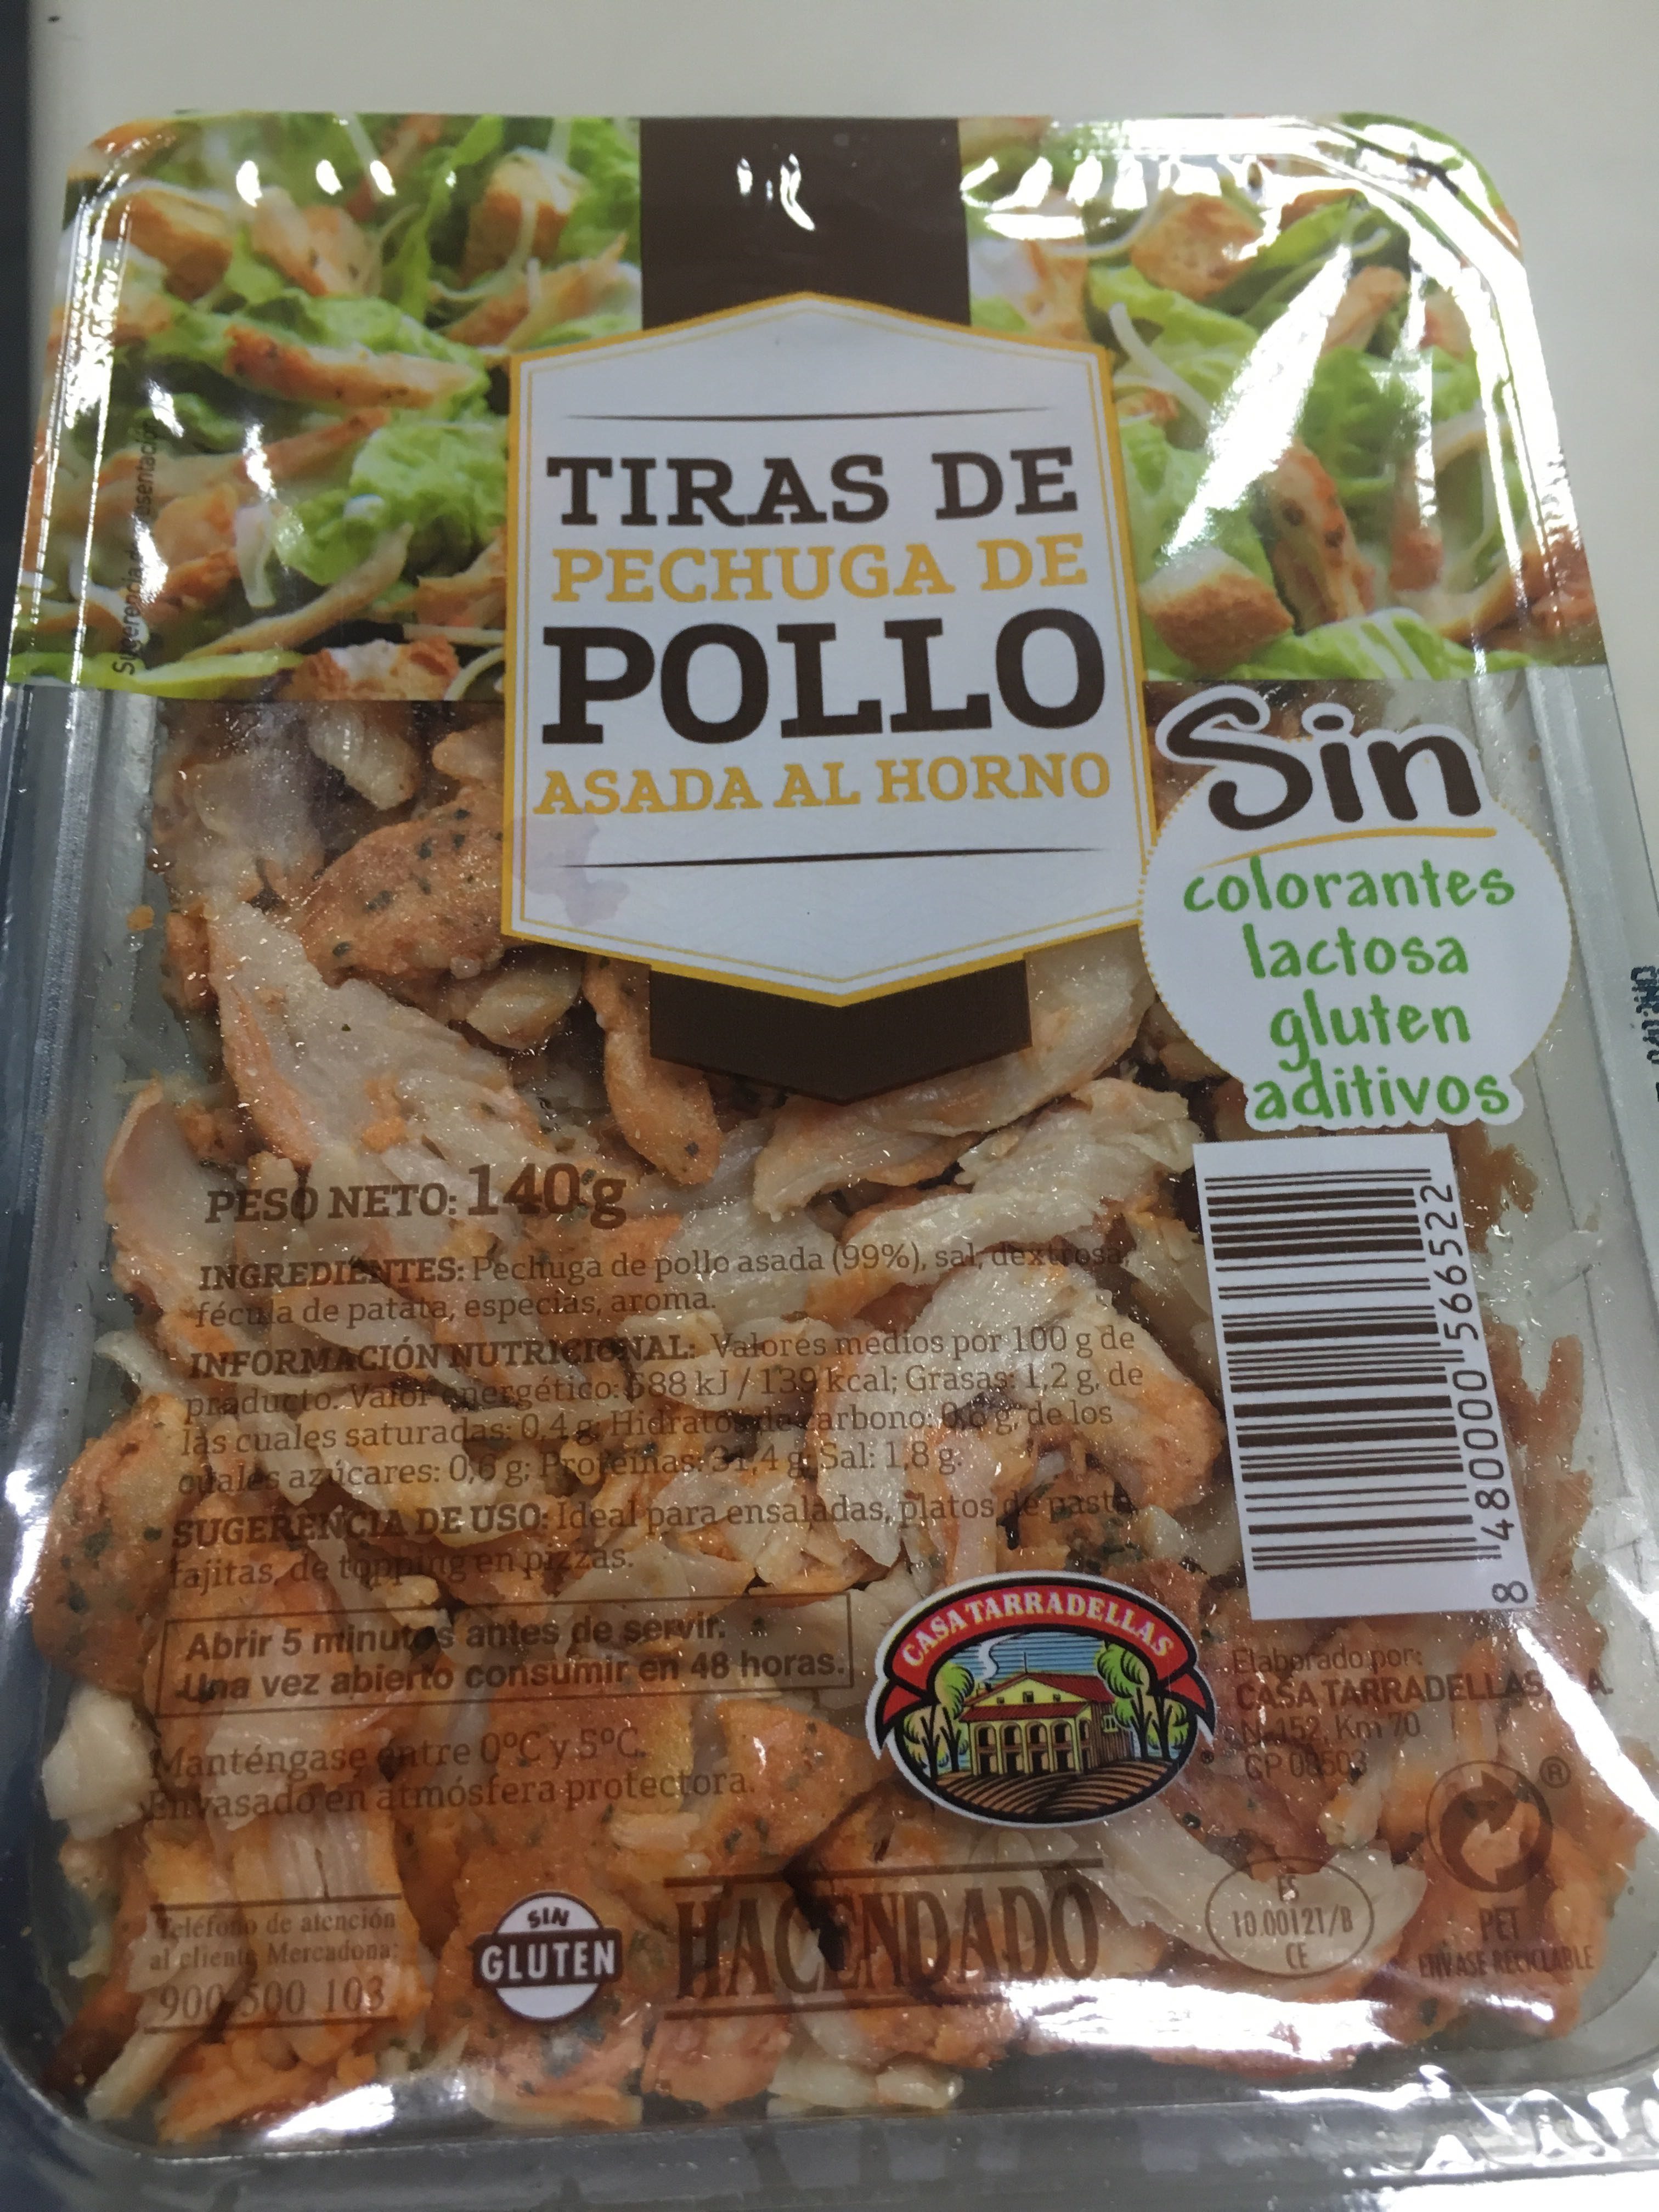 TIRAS DE
PECHUGA DE
POLLO
ASADA AL HORNO
Sugerencia de presentación
Sin
colorantes
lactosa
gluten
aditivos
PESO NETO: 140 g
INGREDIENTES: Pechuga de pollo asada (99%), sal, dextrosa,
fécula de patata, especias, aroma.
INFORMACIÓN NUTRICIONAL: Valores medios por 100 g de
producto. Valor energético: 588 kJ / 139 kcal; Grasas: 1,2 g, de
las cuales saturadas: 0,4 g; Hidratos de carbono: 0,6 g, de los
cuales azúcares: 0,6 g; Proteínas: 31,4 g; Sal: 1,8 g.
SUGERENCIA DE USO: Ideal para ensaladas, platos de pasta,
fajitas, de topping en pizzas.
Abrir 5 minutos antes de servir.
Una vez abierto consumir en 48 horas.
Manténgase entre 0ºC y 5ºC.
Envasado en atmósfera protectora.
8 480000 566522
CASA TARRADELLAS
Elaborado por:
CASA TARRADELLAS, A.
N-152, Km 70
CP 08503
Teléfono de atención
al cliente Mercadona:
900 500 103
SIN
GLUTEN
HACENDADO
ES
10.00121/B
CE
®
PET
ENVASE RECICLABLE